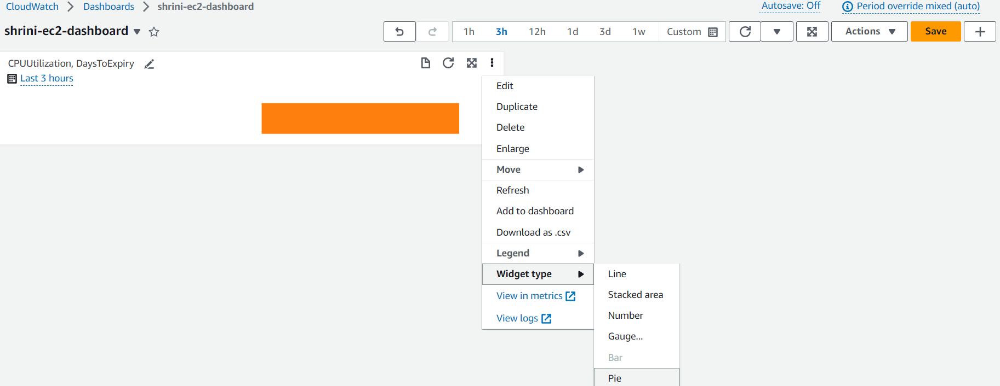 CloudWatch > Dashboards > shrini-ec2-dashboard
Autosave: Off
Period override mixed (auto)
shrini-ec2-dashboard
1h 3h 12h 1d 3d 1w Custom
Actions
Save
CPUUtilization, DaysToExpiry
Last 3 hours
Edit
Duplicate
Delete
Enlarge
Move
Refresh
Add to dashboard
Download as .csv
Legend
Widget type
View in metrics
View logs
Line
Stacked area
Number
Gauge...
Bar
Pie